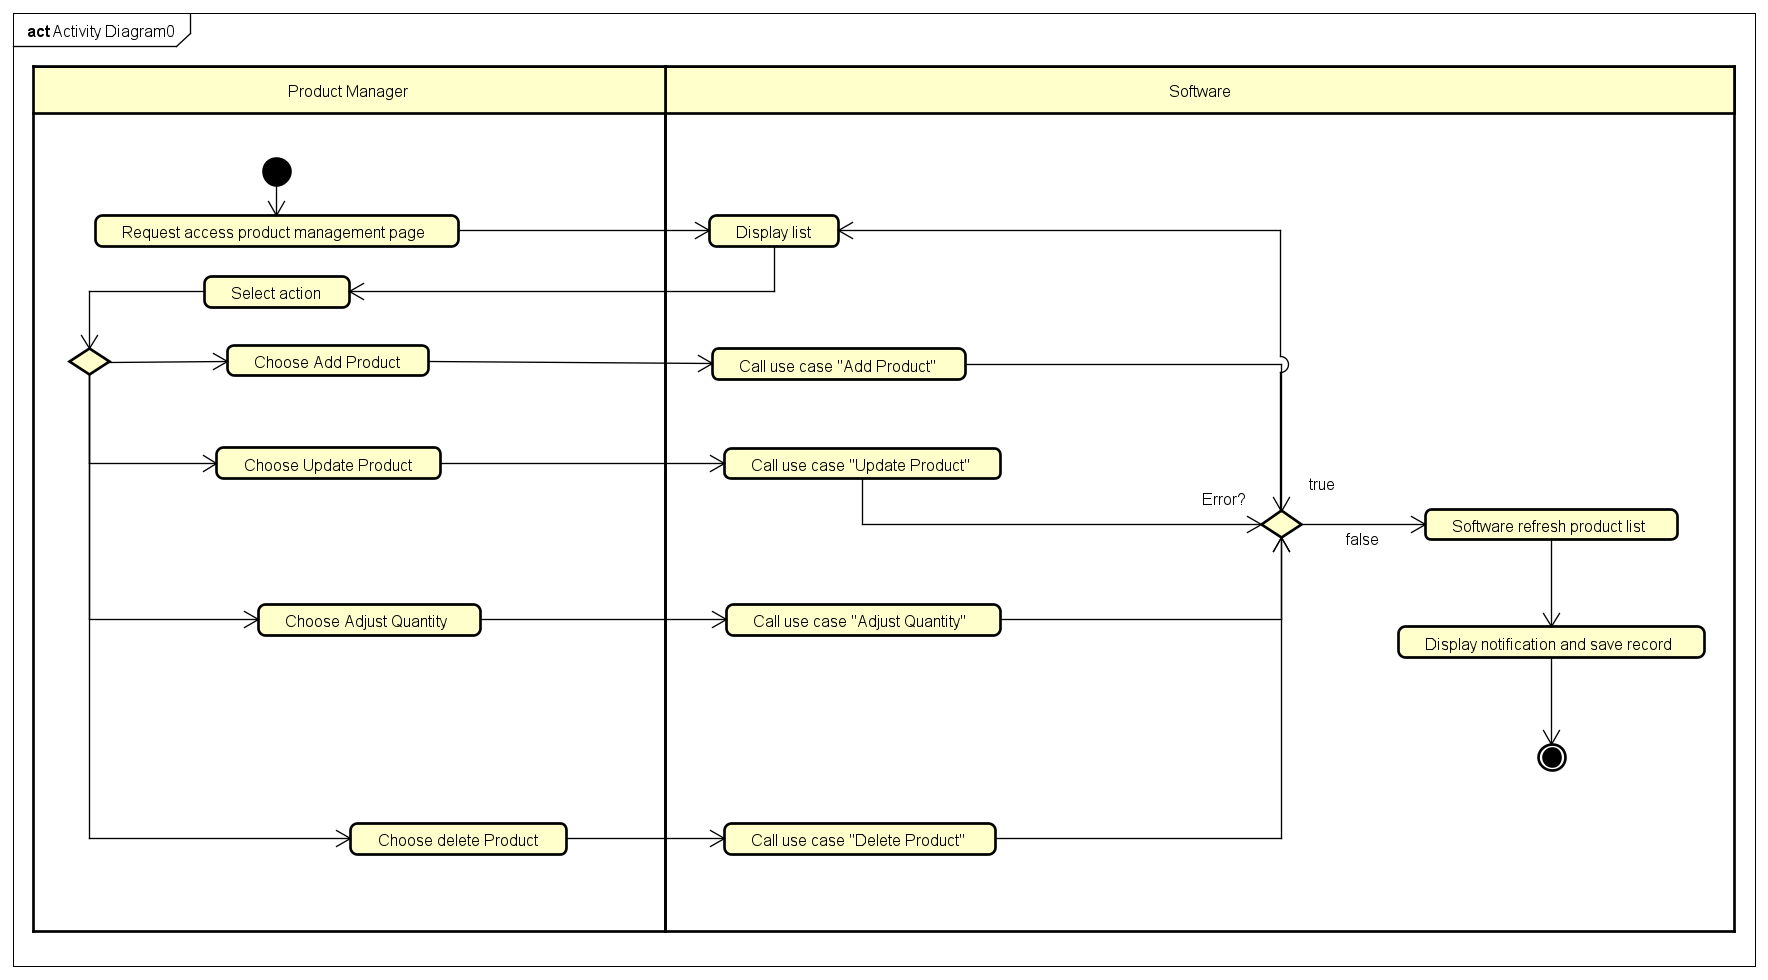 act Activity Diagram0
Product Manager
Software
Request access product management page
Display list
Select action
Choose Add Product
Call use case "Add Product"
Choose Update Product
Call use case "Update Product"
true
Error?
Software refresh product list
false
Choose Adjust Quantity
Call use case "Adjust Quantity"
Display notification and save record
Choose delete Product
Call use case "Delete Product"